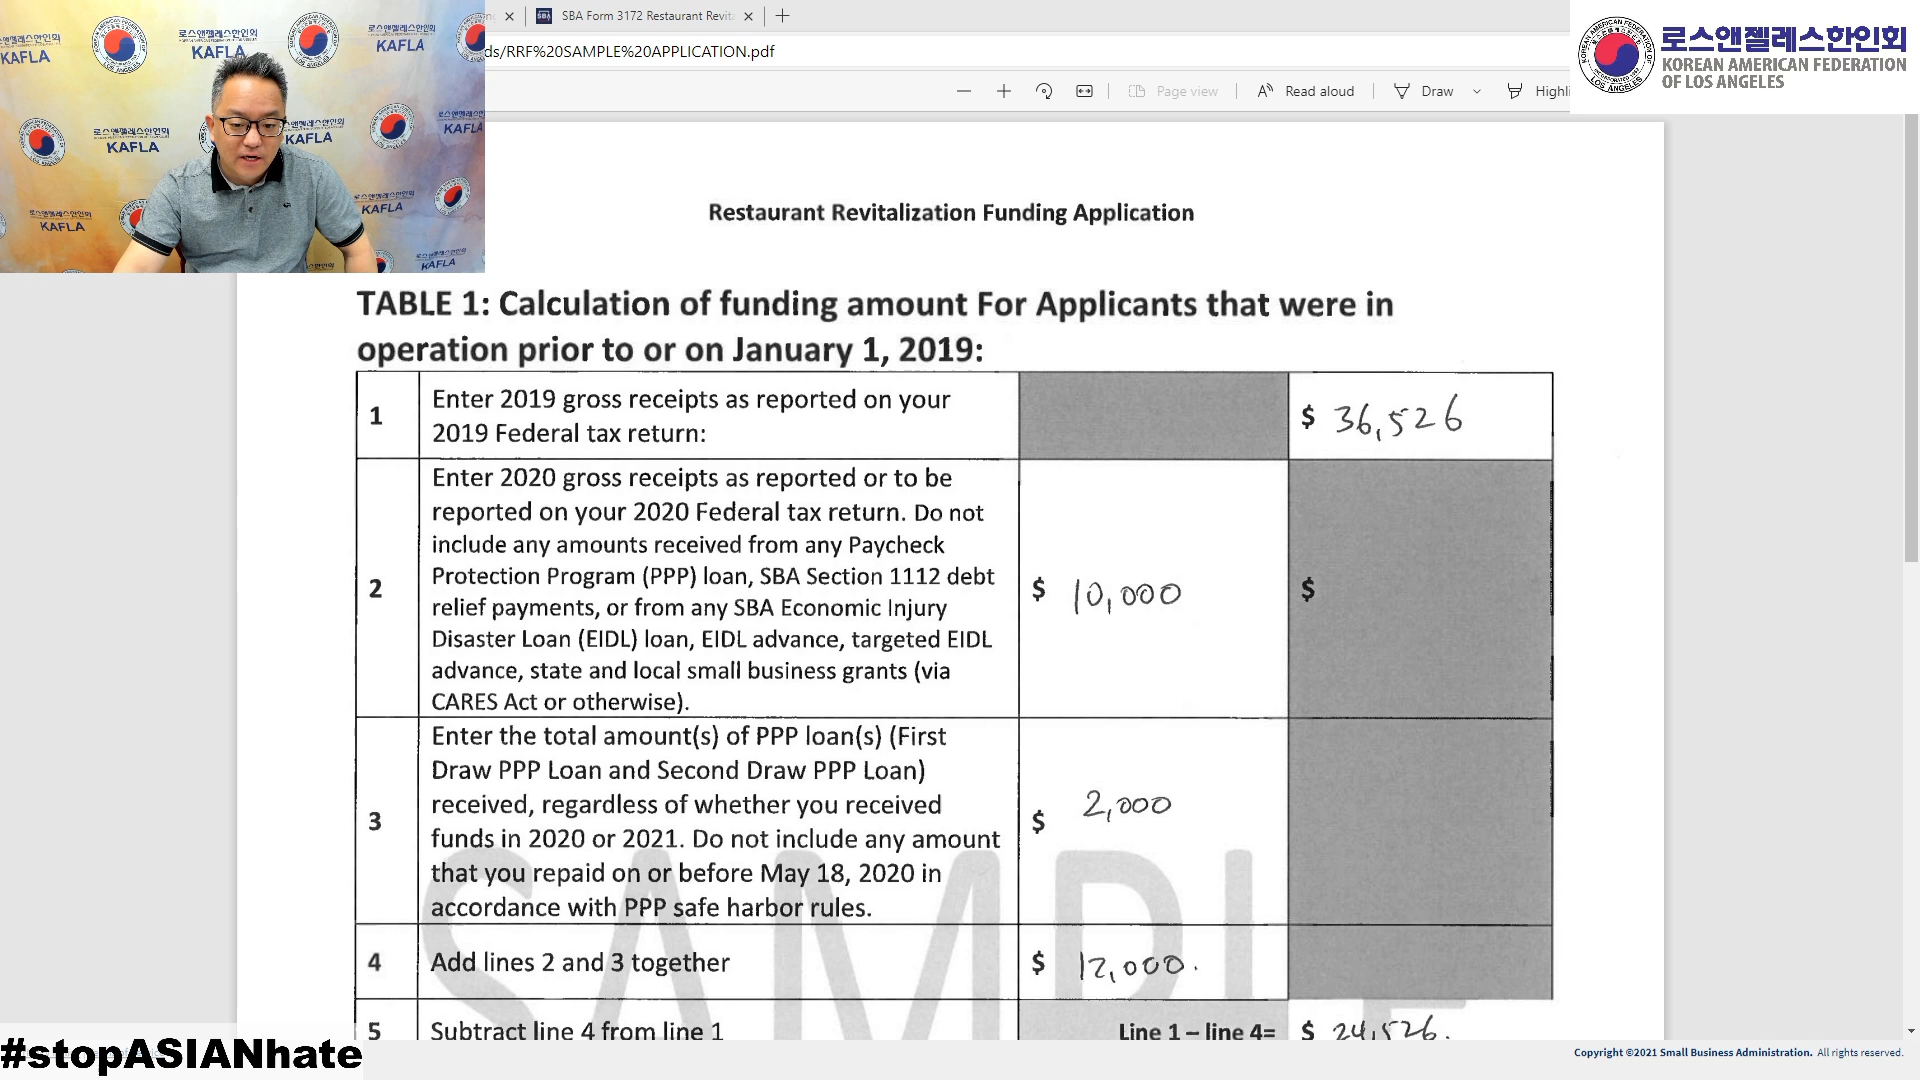 SBA Form 3172 Restaurant Revita
ds/RRF%20SAMPLE%20APPLICATION.pdf
Page view
Read aloud
Draw
Highli
로스앤젤레스한인회
KOREAN AMERICAN FEDERATION
OF LOS ANGELES
로스앤젤레스한인회
KAFLA
Restaurant Revitalization Funding Application
TABLE 1: Calculation of funding amount For Applicants that were in
operation prior to or on January 1, 2019:
1
Enter 2019 gross receipts as reported on your
2019 Federal tax return:
$ 36,526
2
Enter 2020 gross receipts as reported or to be
reported on your 2020 Federal tax return. Do not
include any amounts received from any Paycheck
Protection Program (PPP) loan, SBA Section 1112 debt
relief payments, or from any SBA Economic Injury
Disaster Loan (EIDL) loan, EIDL advance, targeted EIDL
advance, state and local small business grants (via
CARES Act or otherwise).
$ 10,000
$
3
Enter the total amount(s) of PPP loan(s) (First
Draw PPP Loan and Second Draw PPP Loan)
received, regardless of whether you received
funds in 2020 or 2021. Do not include any amount
that you repaid on or before May 18, 2020 in
accordance with PPP safe harbor rules.
$ 2,000
4
Add lines 2 and 3 together
$ 12,000.
5
Subtract line 4 from line 1
Line 1 – line 4=
$ 24,526.
SAMPLE
#stopASIANhate
Copyright ©2021 Small Business Administration. All rights reserved.